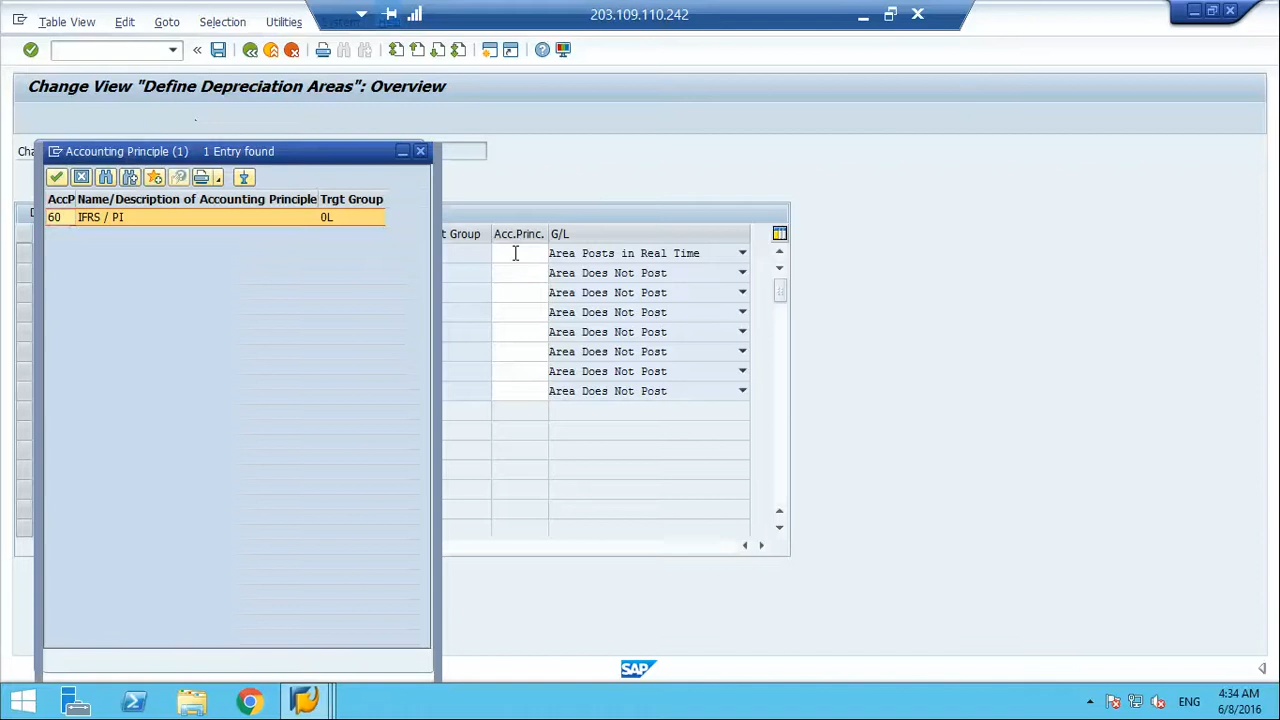 203.109.110.242
Table View Edit Goto Selection Utilities System Help
Change View "Define Depreciation Areas": Overview
Cha
Accounting Principle (1) 1 Entry found
AccP Name/Description of Accounting Principle Trgt Group
60 IFRS / PI 0L
D
t Group Acc.Princ. G/L
Area Posts in Real Time
Area Does Not Post
Area Does Not Post
Area Does Not Post
Area Does Not Post
Area Does Not Post
Area Does Not Post
Area Does Not Post
SAP
ENG
4:34 AM
6/8/2016